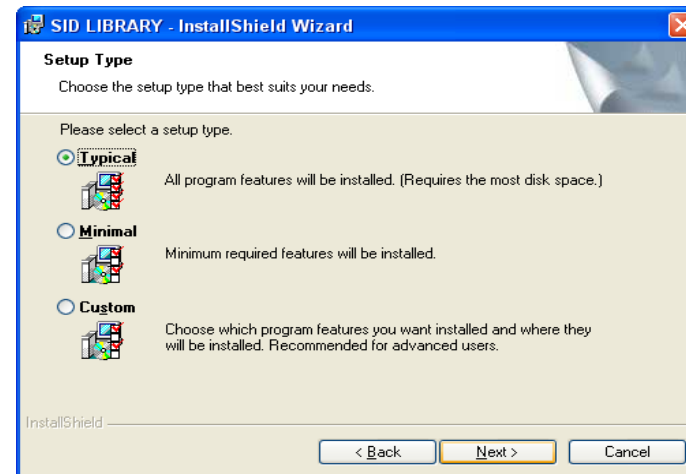 SID LIBRARY - InstallShield Wizard
Setup Type
Choose the setup type that best suits your needs.
Please select a setup type.
Typical
All program features will be installed. (Requires the most disk space.)
Minimal
Minimum required features will be installed.
Custom
Choose which program features you want installed and where they
will be installed. Recommended for advanced users.
InstallShield
< Back Next > Cancel